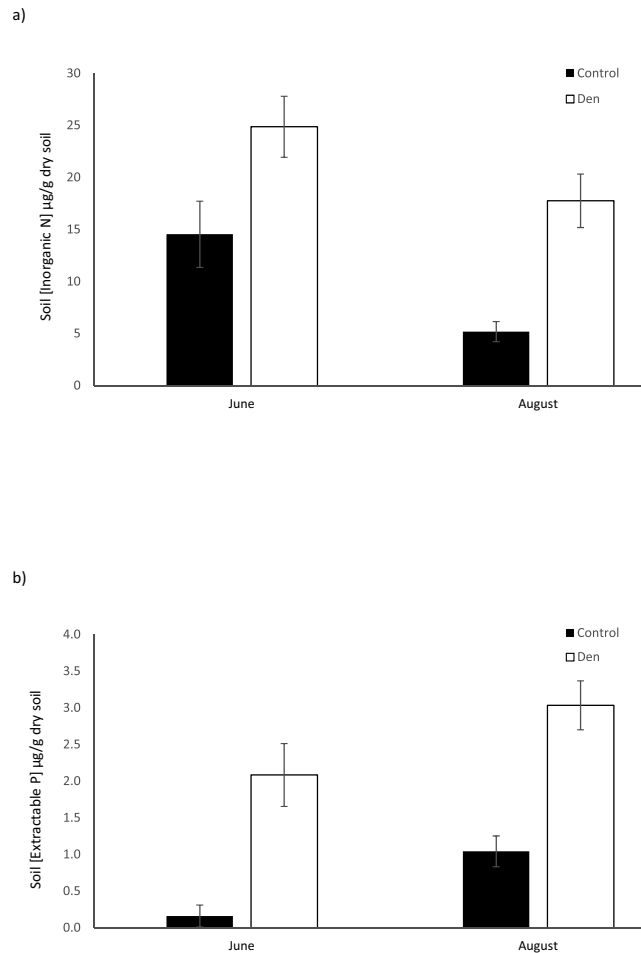 a)
30
25
20
15
10
5
0
Soil [Inorganic N] µg/g dry soil
Control
Den
June
August
b)
4.0
3.5
3.0
2.5
2.0
1.5
1.0
0.5
0.0
Soil [Extractable P] µg/g dry soil
Control
Den
June
August